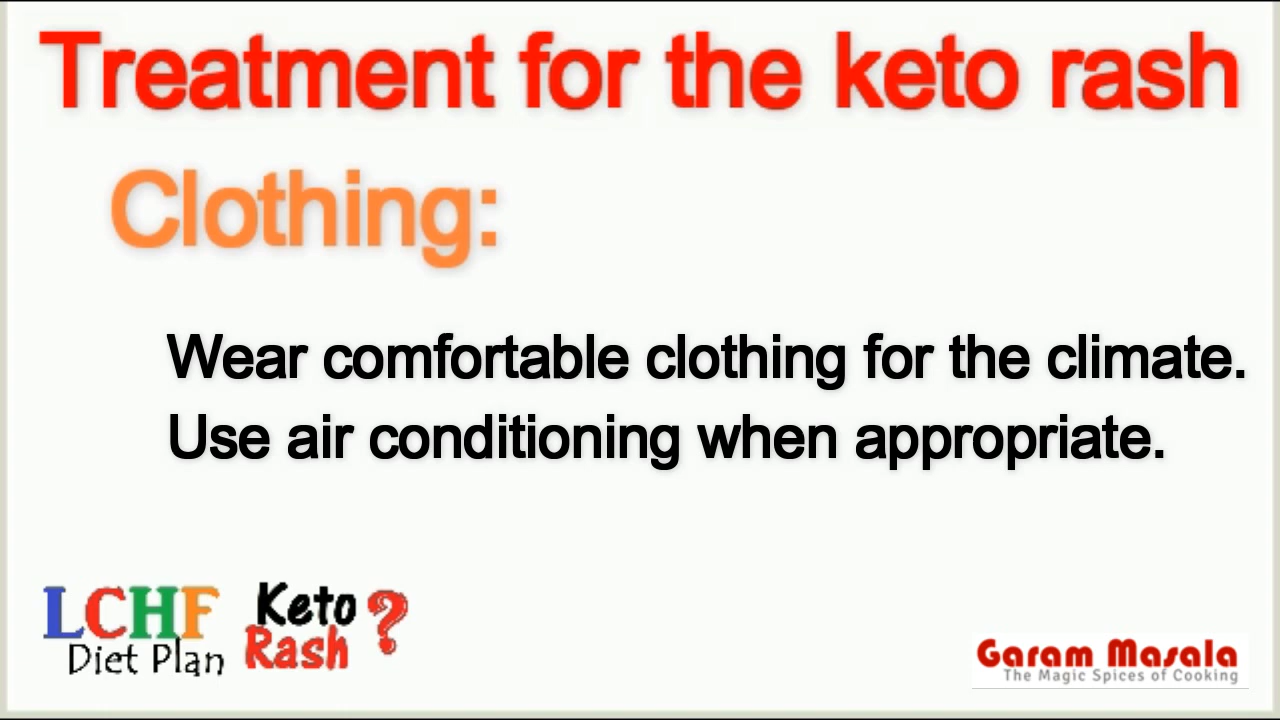 Treatment for the keto rash
Clothing:
Wear comfortable clothing for the climate.
Use air conditioning when appropriate.
LCHF
Diet Plan
Keto
Rash ?
Garam Masala
The Magic Spices of Cooking